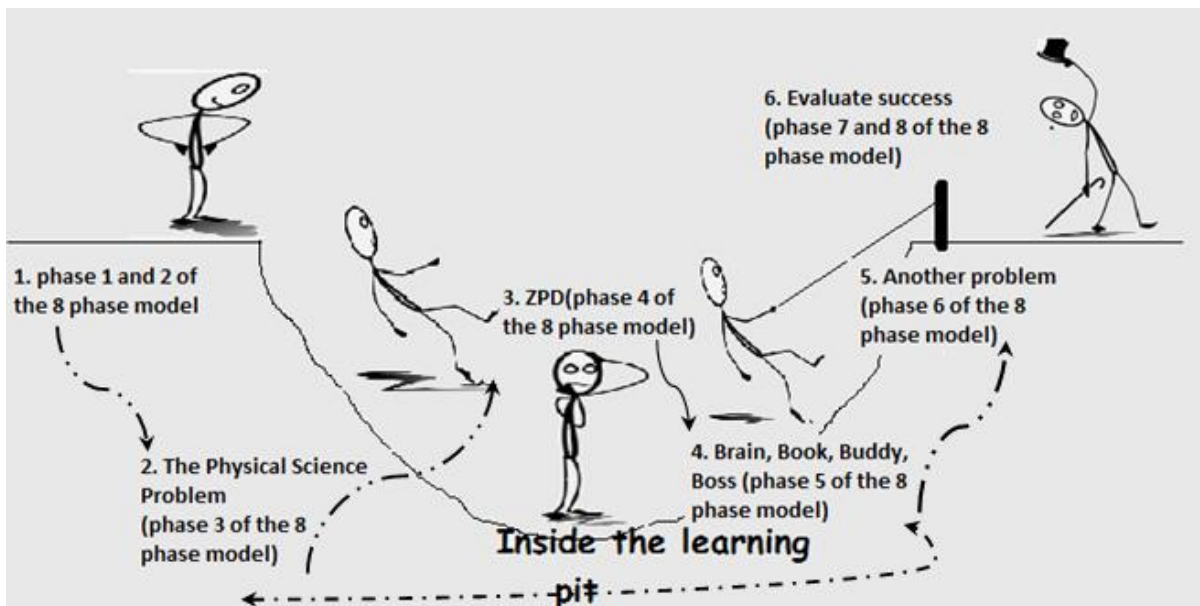 1. phase 1 and 2 of
the 8 phase model
2. The Physical Science
Problem
(phase 3 of the 8
phase model)
3. ZPD(phase 4 of
the 8 phase model)
4. Brain, Book, Buddy,
Boss (phase 5 of the 8
phase model)
5. Another problem
(phase 6 of the 8
phase model)
6. Evaluate success
(phase 7 and 8 of the 8
phase model)
Inside the learning
pit